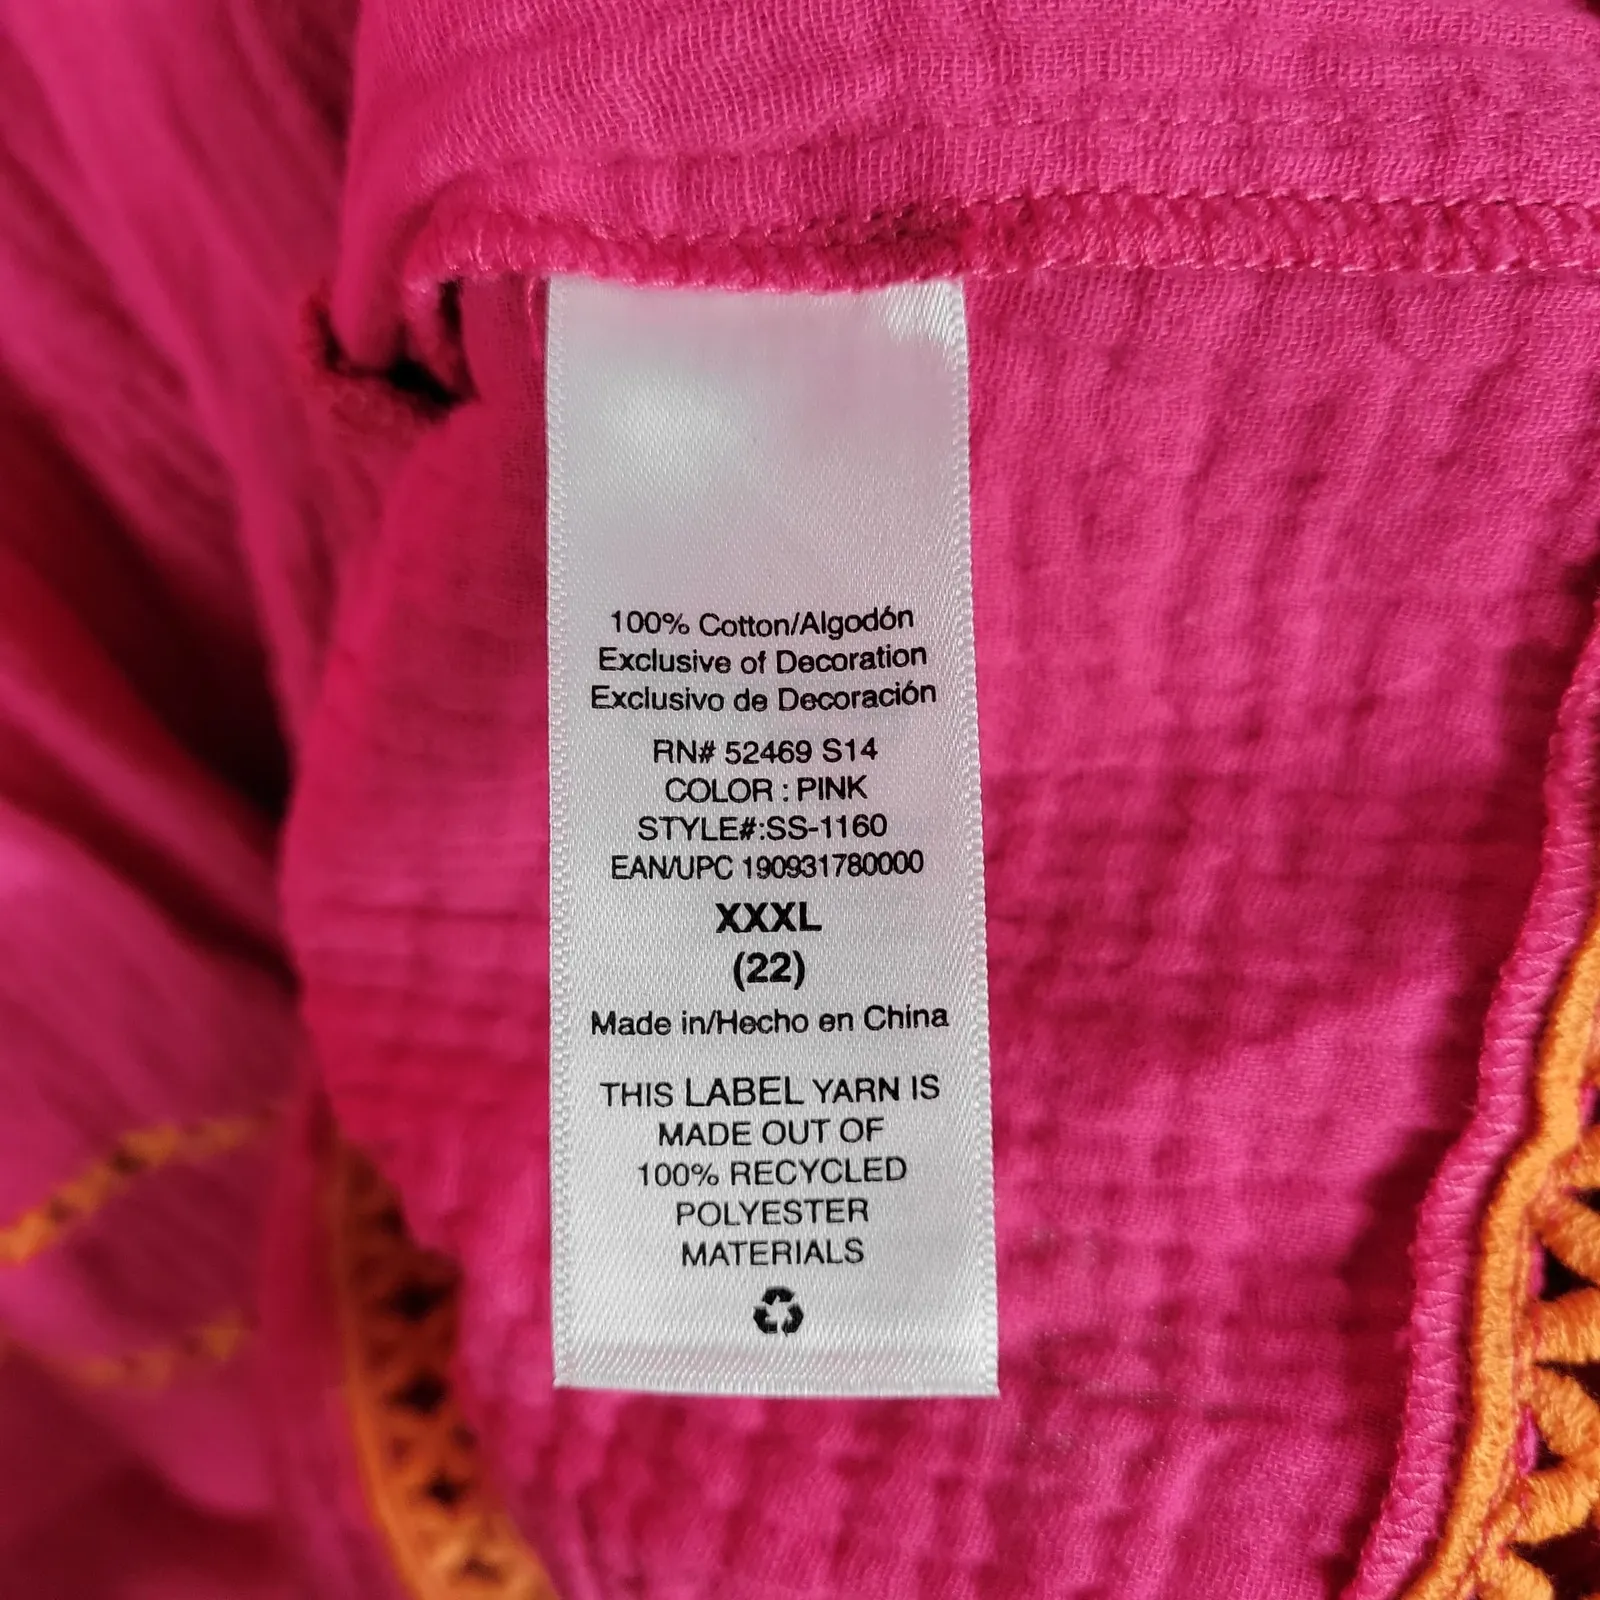 100% Cotton/Algodón
Exclusive of Decoration
Exclusivo de Decoración
RN# 52469 S14
COLOR : PINK
STYLE#:SS-1160
EAN/UPC 190931780000
XXXL
(22)
Made in/Hecho en China
THIS LABEL YARN IS
MADE OUT OF
100% RECYCLED
POLYESTER
MATERIALS